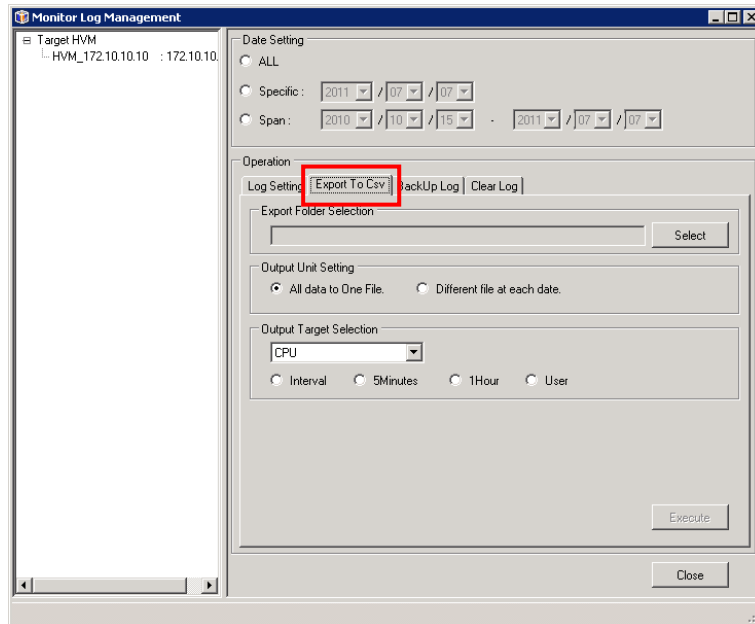 Monitor Log Management
Target HVM
HVM_172.10.10.10 : 172.10.10.
Date Setting
ALL
Specific : 2011 / 07 / 07
Span : 2010 / 10 / 15 - 2011 / 07 / 07
Operation
Log Setting Export To Csv BackUp Log Clear Log
Export Folder Selection
Select
Output Unit Setting
All data to One File. Different file at each date.
Output Target Selection
CPU
Interval 5Minutes 1Hour User
Execute
Close